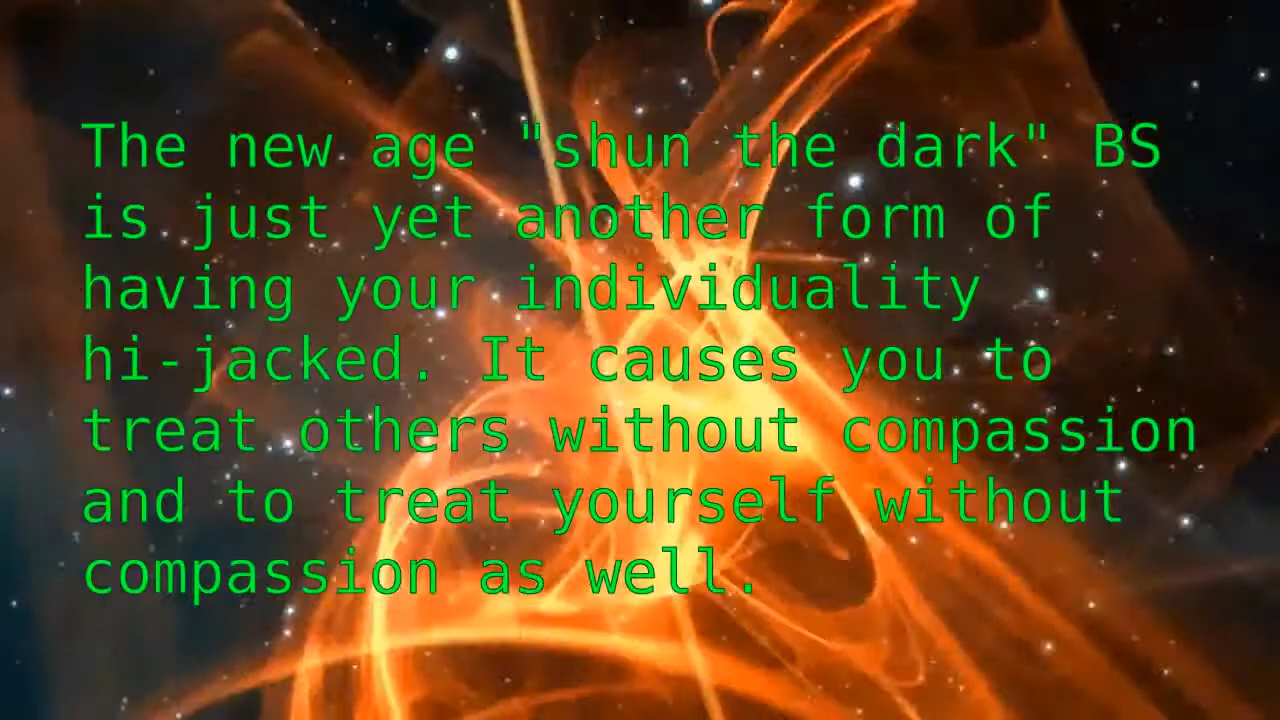 The new age "shun the dark" BS
is just yet another form of
having your individuality
hi-jacked. It causes you to
treat others without compassion
and to treat yourself without
compassion as well.